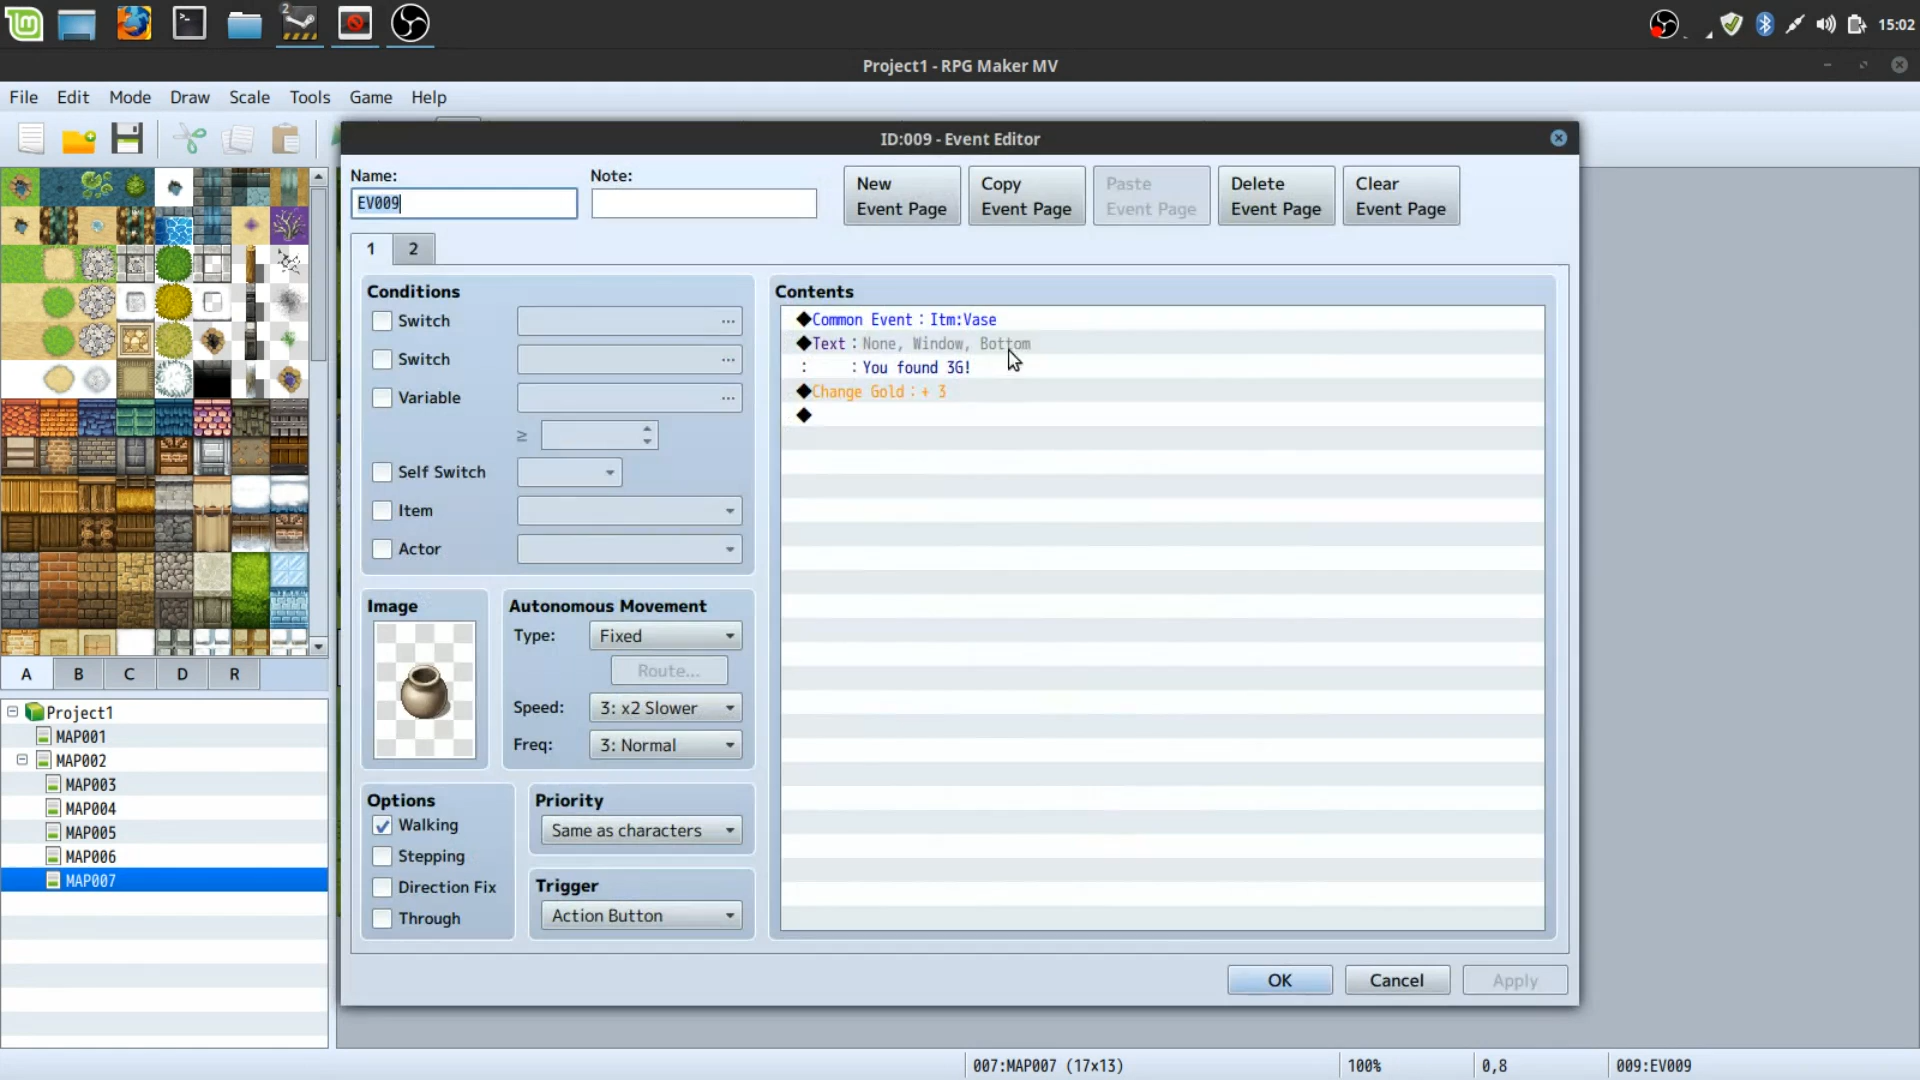 2
15:02
Project1 - RPG Maker MV
File Edit Mode Draw Scale Tools Game Help
ID:009 - Event Editor
Name:
EV009
Note:
New
Event Page
Copy
Event Page
Paste
Event Page
Delete
Event Page
Clear
Event Page
1 2
Conditions
Switch ...
Switch ...
Variable ...
≥
Self Switch
Item
Actor
Image
Autonomous Movement
Type: Fixed
Route...
Speed: 3: x2 Slower
Freq: 3: Normal
Options
Walking
Stepping
Direction Fix
Through
Priority
Same as characters
Trigger
Action Button
Contents
◆Common Event : Itm:Vase
◆Text : None, Window, Bottom
: : You found 3G!
◆Change Gold : + 3
◆
OK Cancel Apply
A B C D R
Project1
MAP001
MAP002
MAP003
MAP004
MAP005
MAP006
MAP007
007:MAP007 (17x13) 100% 0,8 009:EV009